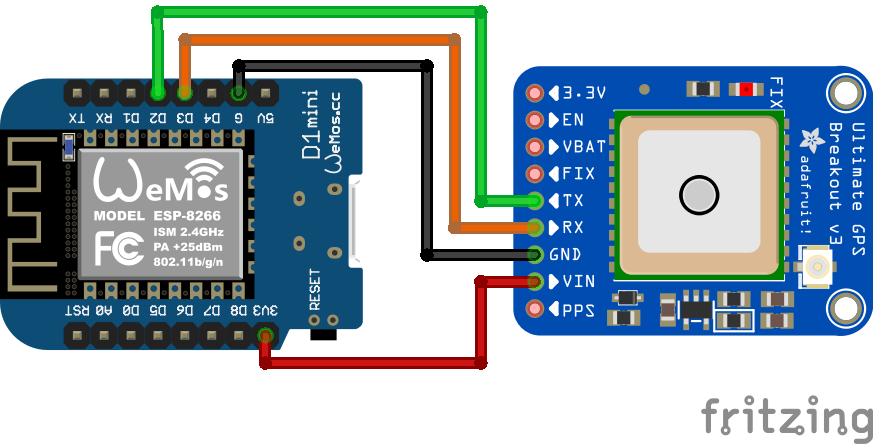 TX RX D1 D2 D3 D4 G 5V
D1 mini
WeMos.cc
WeMos
MODEL ESP-8266
ISM 2.4GHz
PA +25dBm
802.11b/g/n
FC
RESET
RST A0 D0 D5 D6 D7 D8 3V3
3.3V
EN
VBAT
FIX
TX
RX
GND
VIN
PPS
FIX
Ultimate GPS
Breakout v3
adafruit!
fritzing